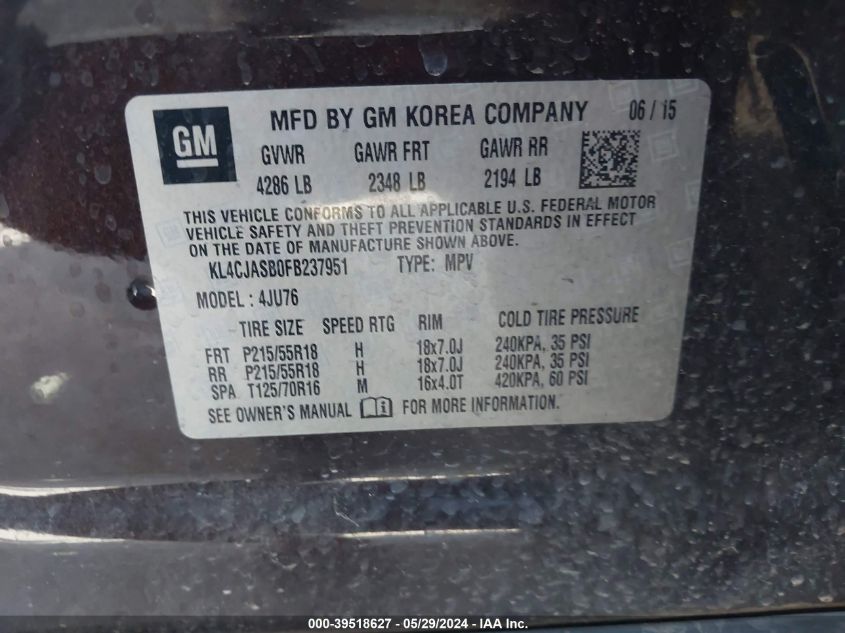 GM
MFD BY GM KOREA COMPANY 06 / 15
GVWR GAWR FRT GAWR RR
4286 LB 2348 LB 2194 LB
THIS VEHICLE CONFORMS TO ALL APPLICABLE U.S. FEDERAL MOTOR
VEHICLE SAFETY AND THEFT PREVENTION STANDARDS IN EFFECT
ON THE DATE OF MANUFACTURE SHOWN ABOVE.
KL4CJASB0FB237951 TYPE: MPV
MODEL : 4JU76
TIRE SIZE SPEED RTG RIM COLD TIRE PRESSURE
FRT P215/55R18 H 18x7.0J 240KPA, 35 PSI
RR P215/55R18 H 18x7.0J 240KPA, 35 PSI
SPA T125/70R16 M 16x4.0T 420KPA, 60 PSI
SEE OWNER'S MANUAL FOR MORE INFORMATION.
000-39518627 - 05/29/2024 - IAA Inc.